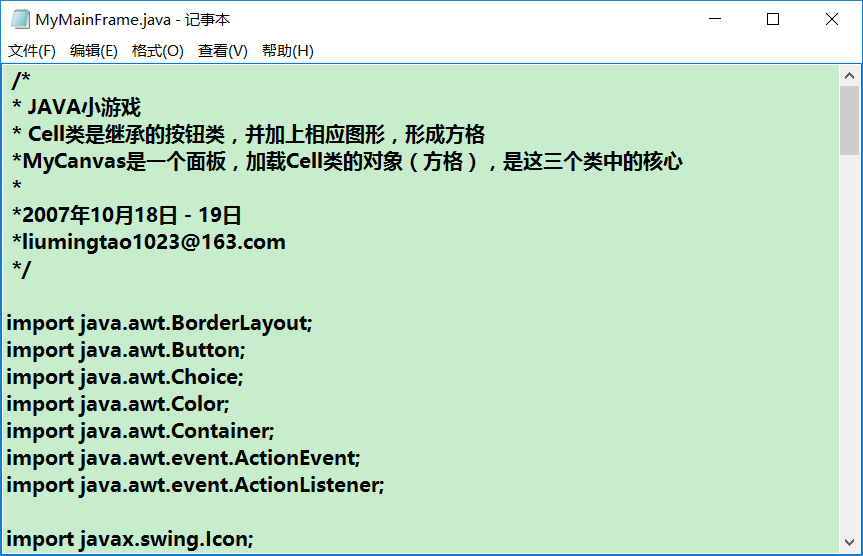 MyMainFrame.java - 记事本
文件(F) 编辑(E) 格式(O) 查看(V) 帮助(H)
/*
* JAVA小游戏
* Cell类是继承的按钮类，并加上相应图形，形成方格
*MyCanvas是一个面板，加载Cell类的对象（方格），是这三个类中的核心
*
*2007年10月18日 - 19日
*liumingtao1023@163.com
*/
import java.awt.BorderLayout;
import java.awt.Button;
import java.awt.Choice;
import java.awt.Color;
import java.awt.Container;
import java.awt.event.ActionEvent;
import java.awt.event.ActionListener;
import javax.swing.Icon;